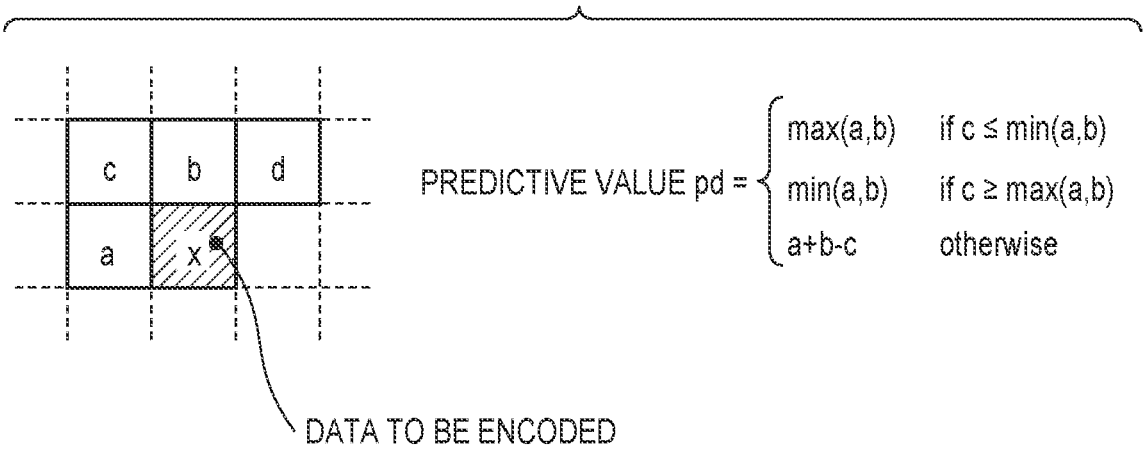 c b d
a x
PREDICTIVE VALUE pd = { max(a,b) if c ≤ min(a,b)
min(a,b) if c ≥ max(a,b)
a+b-c otherwise
DATA TO BE ENCODED